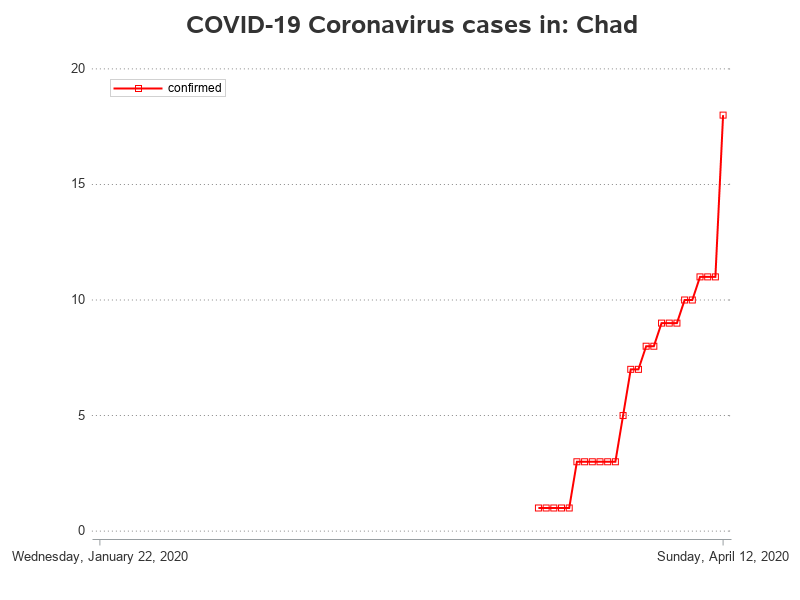 COVID-19 Coronavirus cases in: Chad
20
confirmed
15
10
5
0
Wednesday, January 22, 2020 Sunday, April 12, 2020